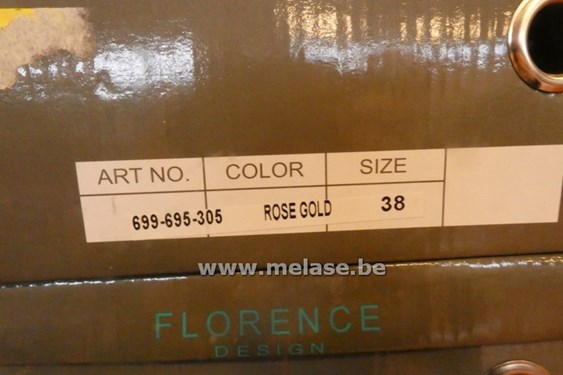 ART NO. COLOR SIZE
699-695-305 ROSE GOLD 38
www.melase.be
FLORENCE
DESIGN